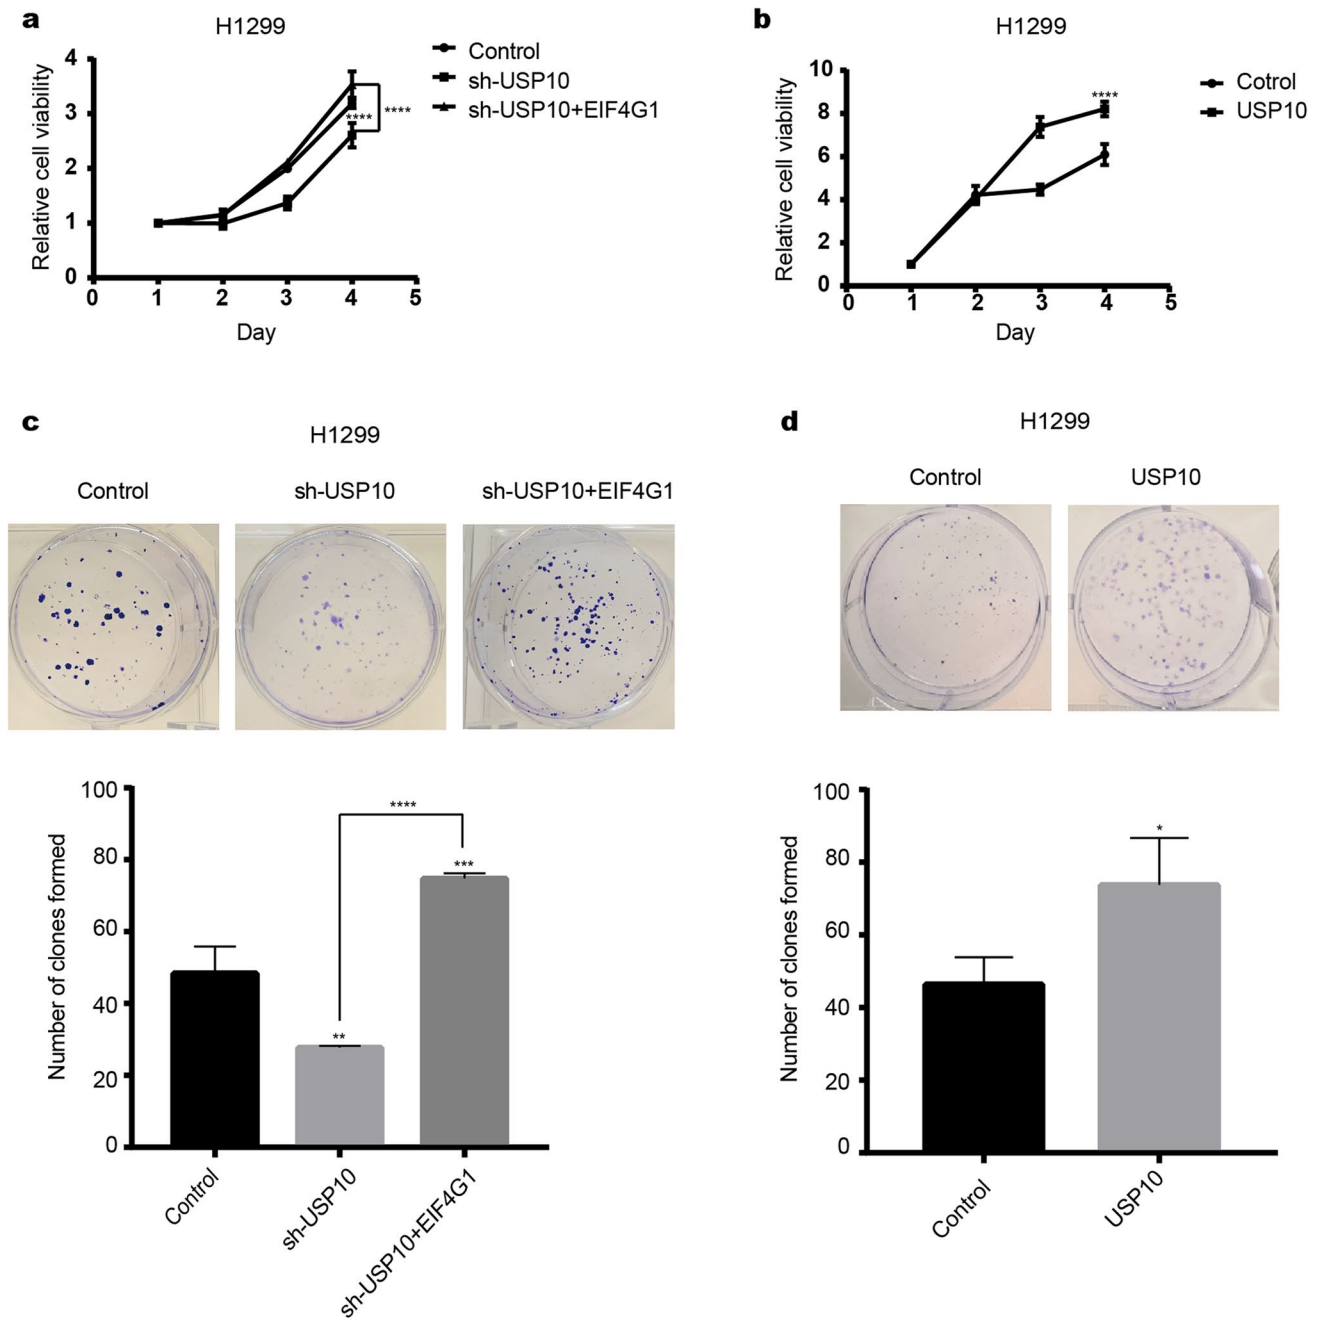 a
H1299
Relative cell viability
4
3
2
1
0
0 1 2 3 4 5
Day
Control
sh-USP10
sh-USP10+EIF4G1
****
****
b
H1299
Relative cell viability
10
8
6
4
2
0
0 1 2 3 4 5
Day
Cotrol
USP10
****
c
H1299
Control sh-USP10 sh-USP10+EIF4G1
Number of clones formed
100
80
60
40
20
0
****
***
**
Control
sh-USP10
sh-USP10+EIF4G1
d
H1299
Control USP10
Number of clones formed
100
80
60
40
20
0
*
Control
USP10